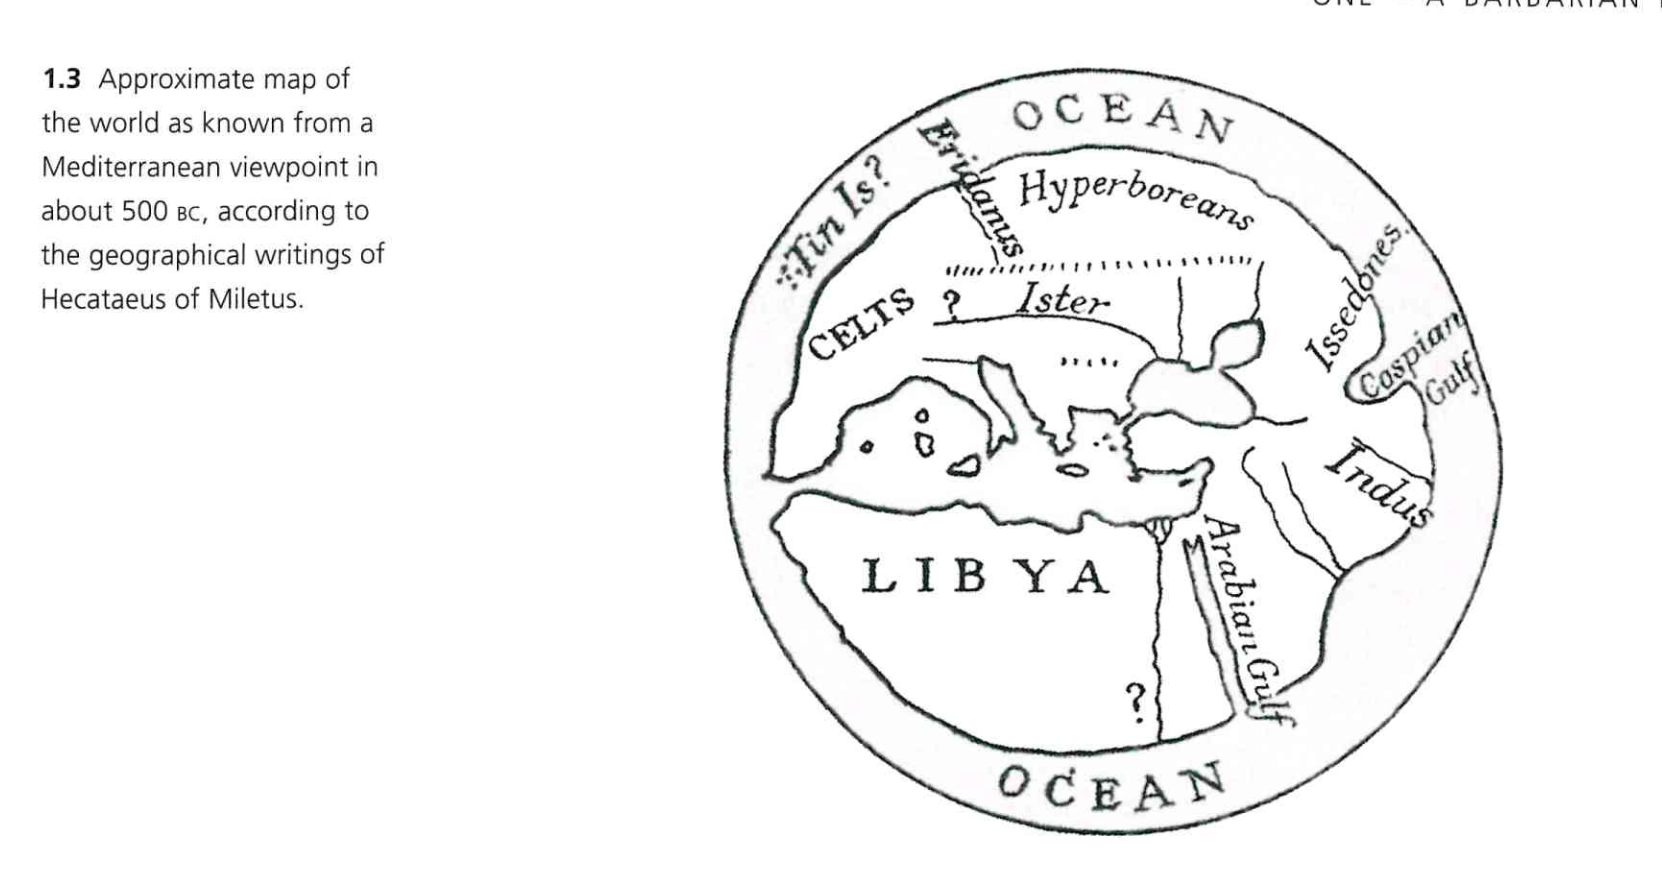 ONE A BARBARIAN
1.3 Approximate map of
the world as known from a
Mediterranean viewpoint in
about 500 BC, according to
the geographical writings of
Hecataeus of Miletus.
OCEAN
Eridanus
Tin Is?
Hyperboreans
Issedones.
CELTS
?
Ister
Caspian
Gulf
Indus
Arabian Gulf
LIBYA
?
OCEAN